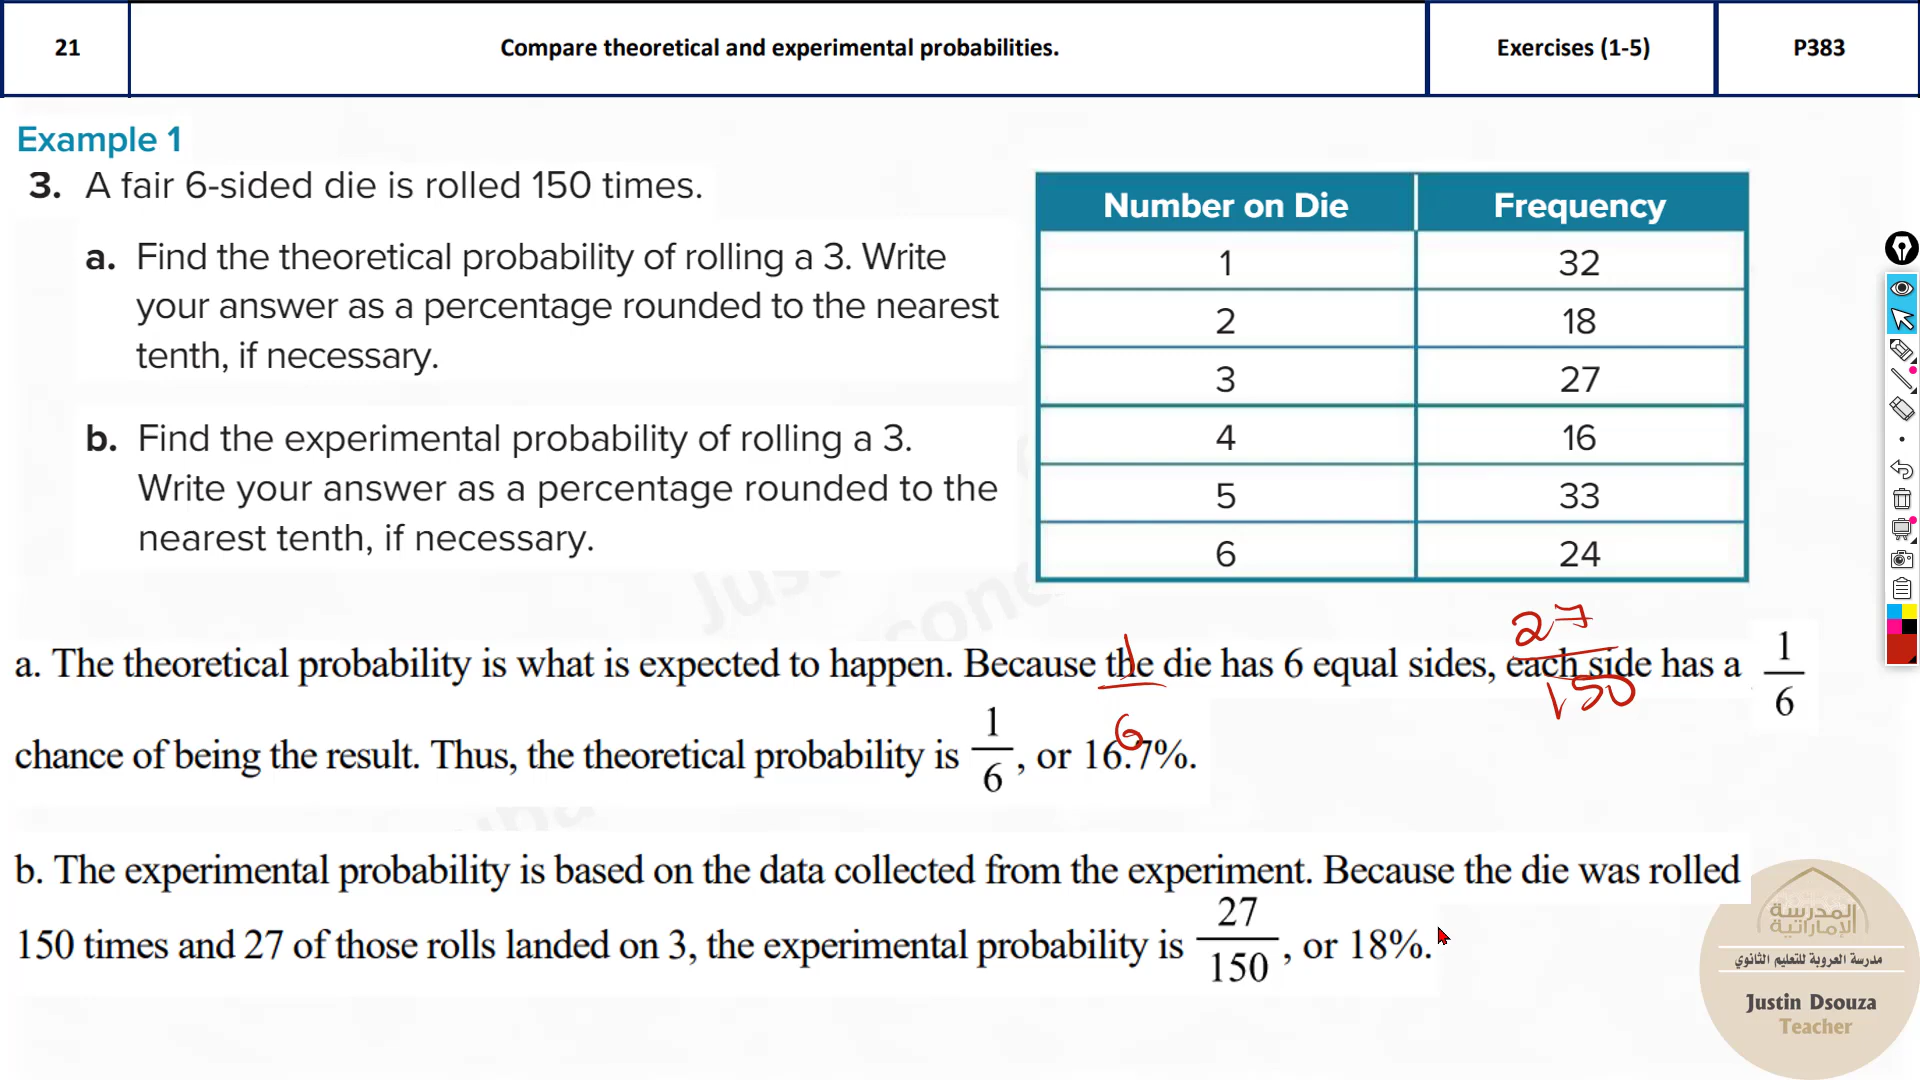 21 Compare theoretical and experimental probabilities. Exercises (1-5) P383
Example 1
3. A fair 6-sided die is rolled 150 times.
a. Find the theoretical probability of rolling a 3. Write
your answer as a percentage rounded to the nearest
tenth, if necessary.
b. Find the experimental probability of rolling a 3.
Write your answer as a percentage rounded to the
nearest tenth, if necessary.
Number on Die Frequency
1 32
2 18
3 27
4 16
5 33
6 24
1/6
27/150
a. The theoretical probability is what is expected to happen. Because the die has 6 equal sides, each side has a 1/6
chance of being the result. Thus, the theoretical probability is 1/6, or 16.7%.
b. The experimental probability is based on the data collected from the experiment. Because the die was rolled
150 times and 27 of those rolls landed on 3, the experimental probability is 27/150, or 18%.
المدرسة
الإماراتية
مدرسة العروبة للتعليم الثانوي
Justin Dsouza
Teacher